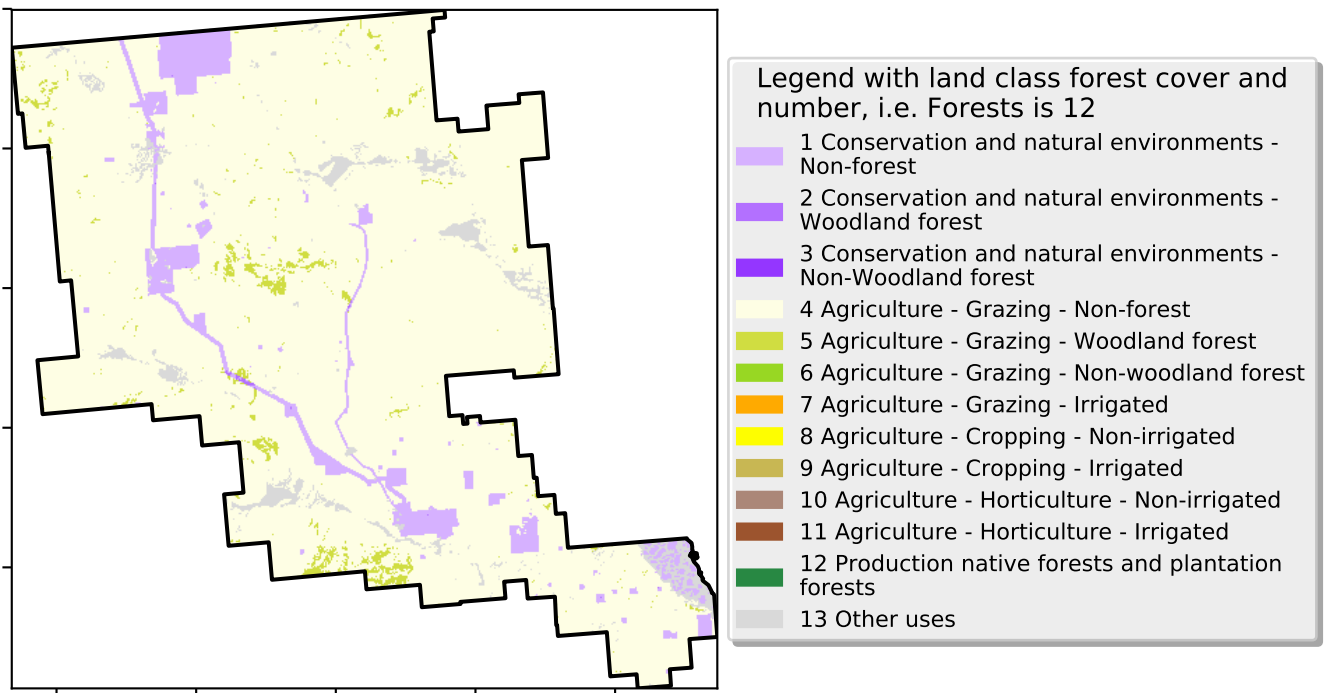 Legend with land class forest cover and
number, i.e. Forests is 12
1 Conservation and natural environments -
Non-forest
2 Conservation and natural environments -
Woodland forest
3 Conservation and natural environments -
Non-Woodland forest
4 Agriculture - Grazing - Non-forest
5 Agriculture - Grazing - Woodland forest
6 Agriculture - Grazing - Non-woodland forest
7 Agriculture - Grazing - Irrigated
8 Agriculture - Cropping - Non-irrigated
9 Agriculture - Cropping - Irrigated
10 Agriculture - Horticulture - Non-irrigated
11 Agriculture - Horticulture - Irrigated
12 Production native forests and plantation
forests
13 Other uses